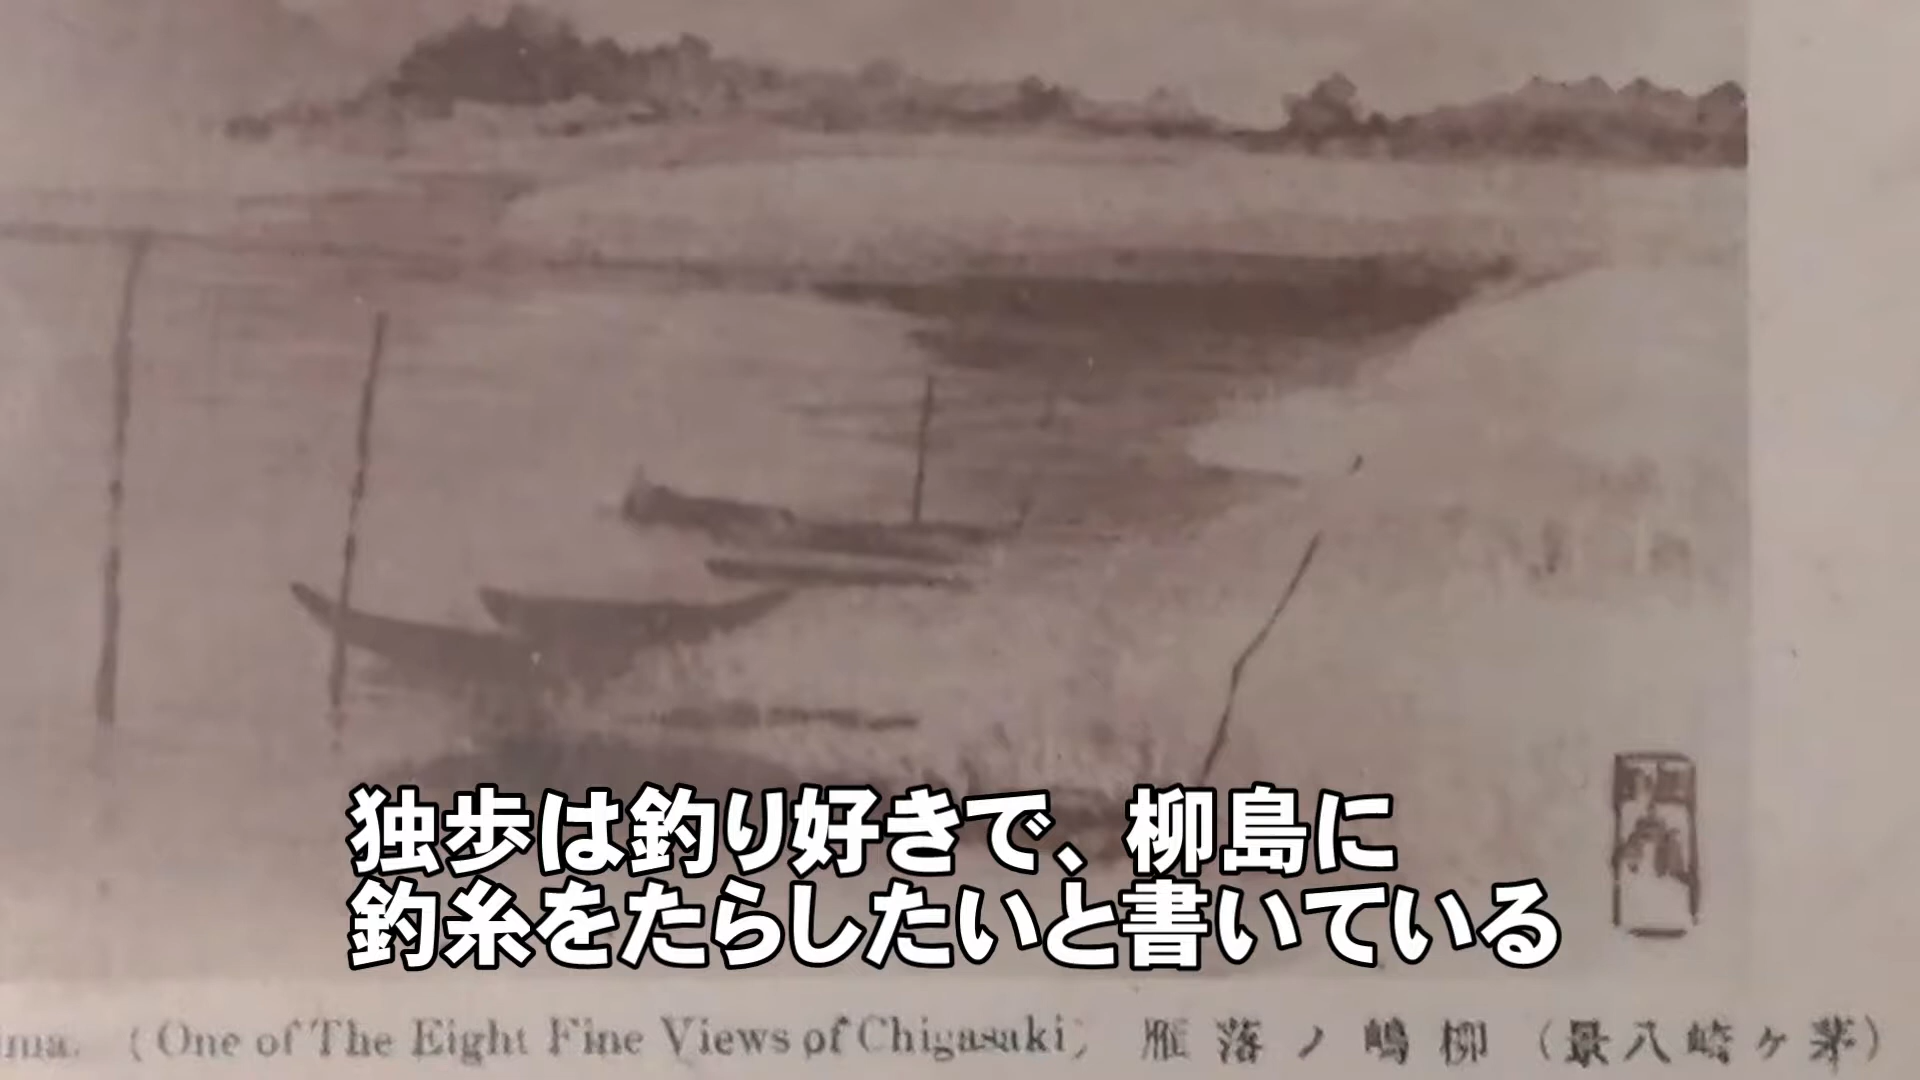 独歩は釣り好きで、柳島に
釣糸をたらしたいと書いている
ma. (One of The Eight Fine Views of Chigasaki) 雁落ノ嶋柳（景八崎ヶ茅）